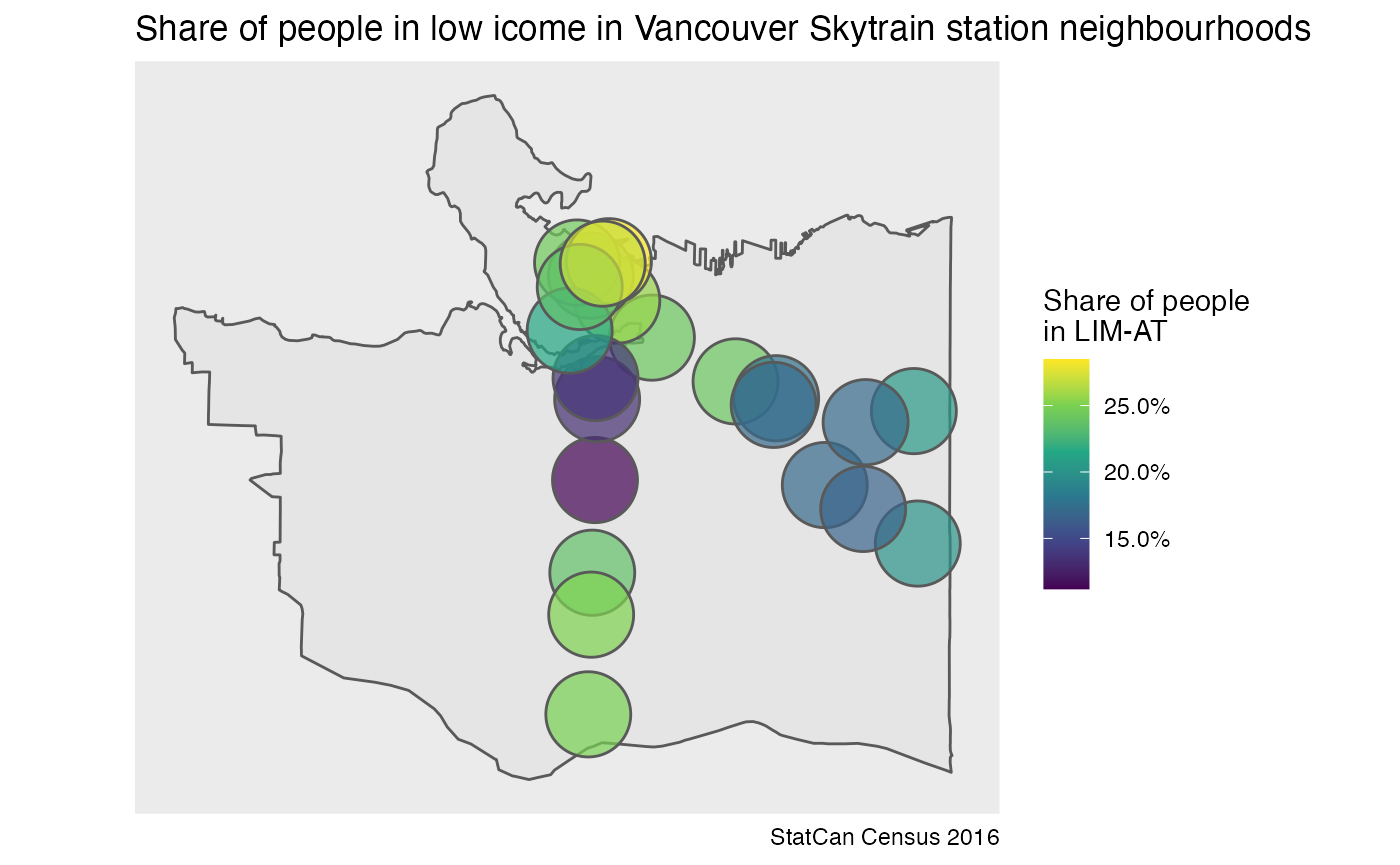 Share of people in low icome in Vancouver Skytrain station neighbourhoods
Share of people
in LIM-AT
25.0%
20.0%
15.0%
StatCan Census 2016